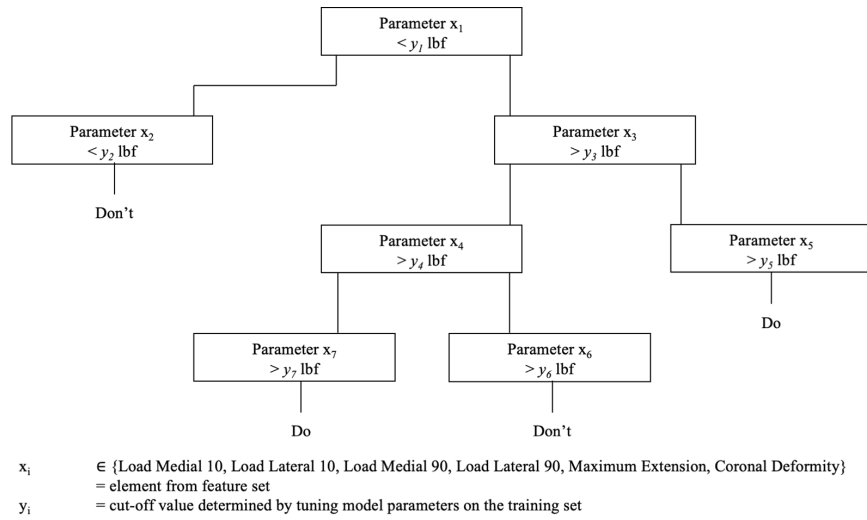 Parameter x₁
< y₁ lbf
Parameter x₂
< y₂ lbf
Parameter x₃
> y₃ lbf
Don't
Parameter x₄
> y₄ lbf
Parameter x₅
> y₅ lbf
Do
Parameter x₇
> y₇ lbf
Parameter x₆
> y₆ lbf
Do
Don't
xᵢ ∈ {Load Medial 10, Load Lateral 10, Load Medial 90, Load Lateral 90, Maximum Extension, Coronal Deformity}
= element from feature set
yᵢ = cut-off value determined by tuning model parameters on the training set